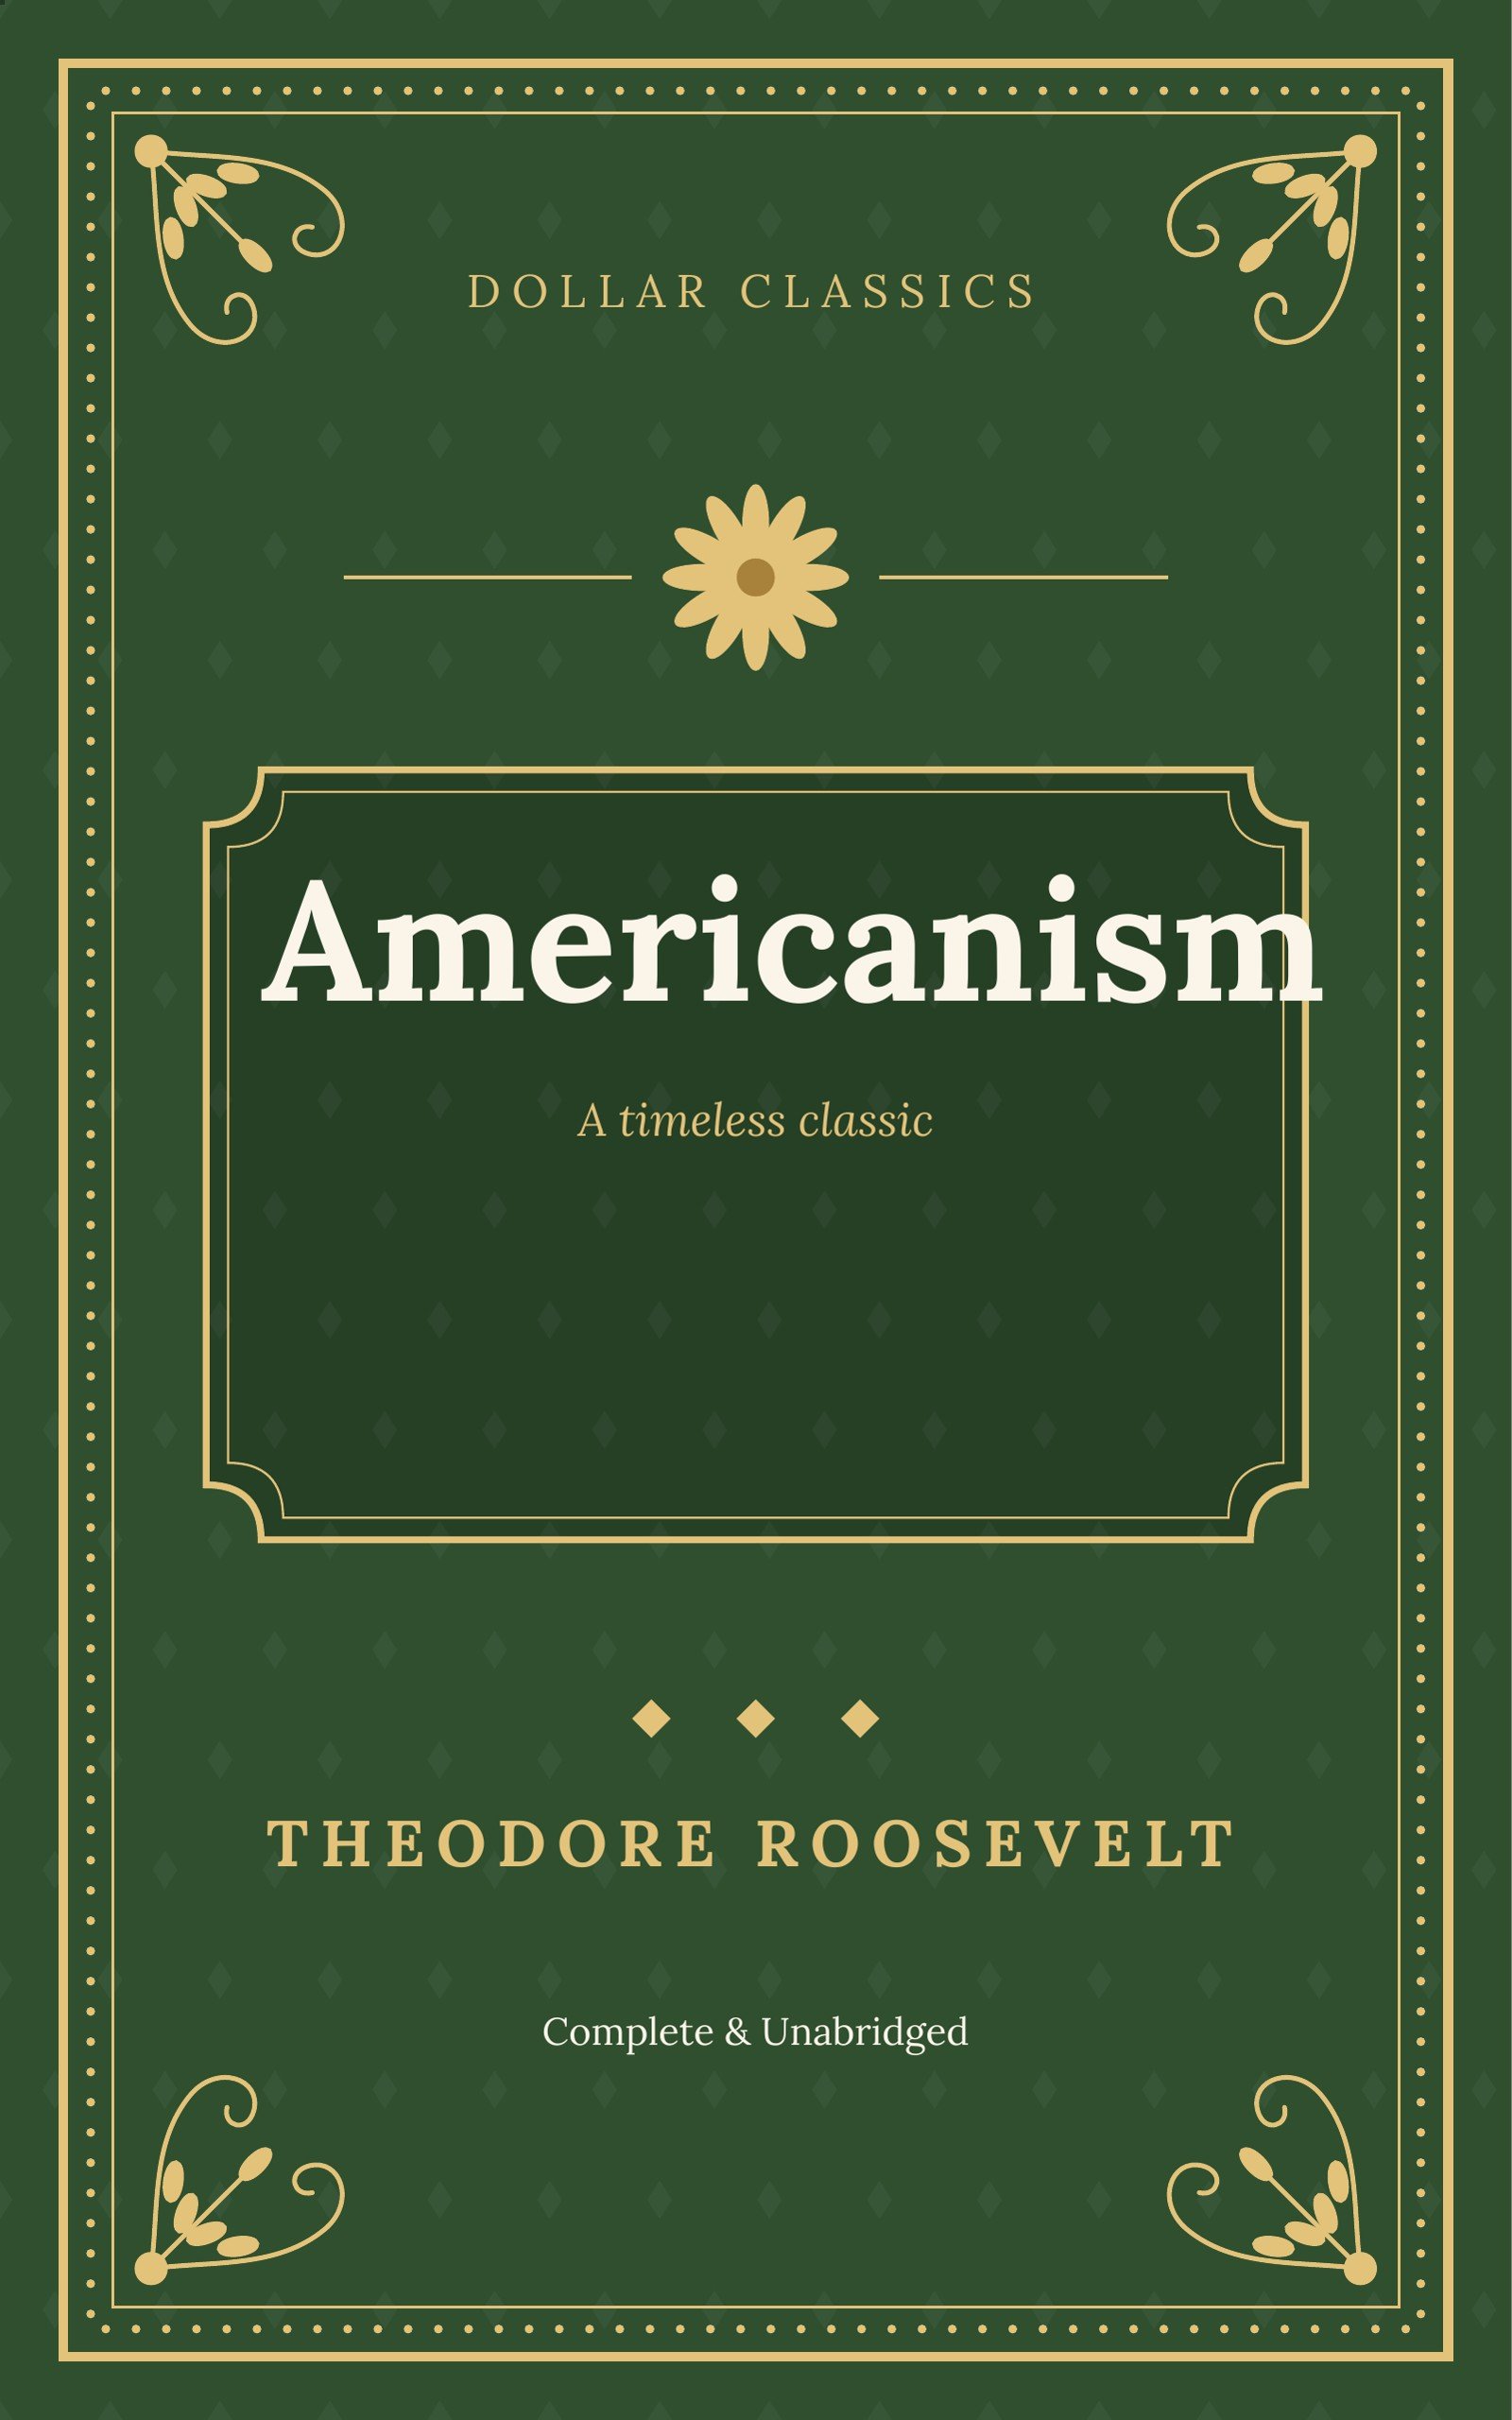 DOLLAR CLASSICS
Americanism
A timeless classic
THEODORE ROOSEVELT
Complete & Unabridged